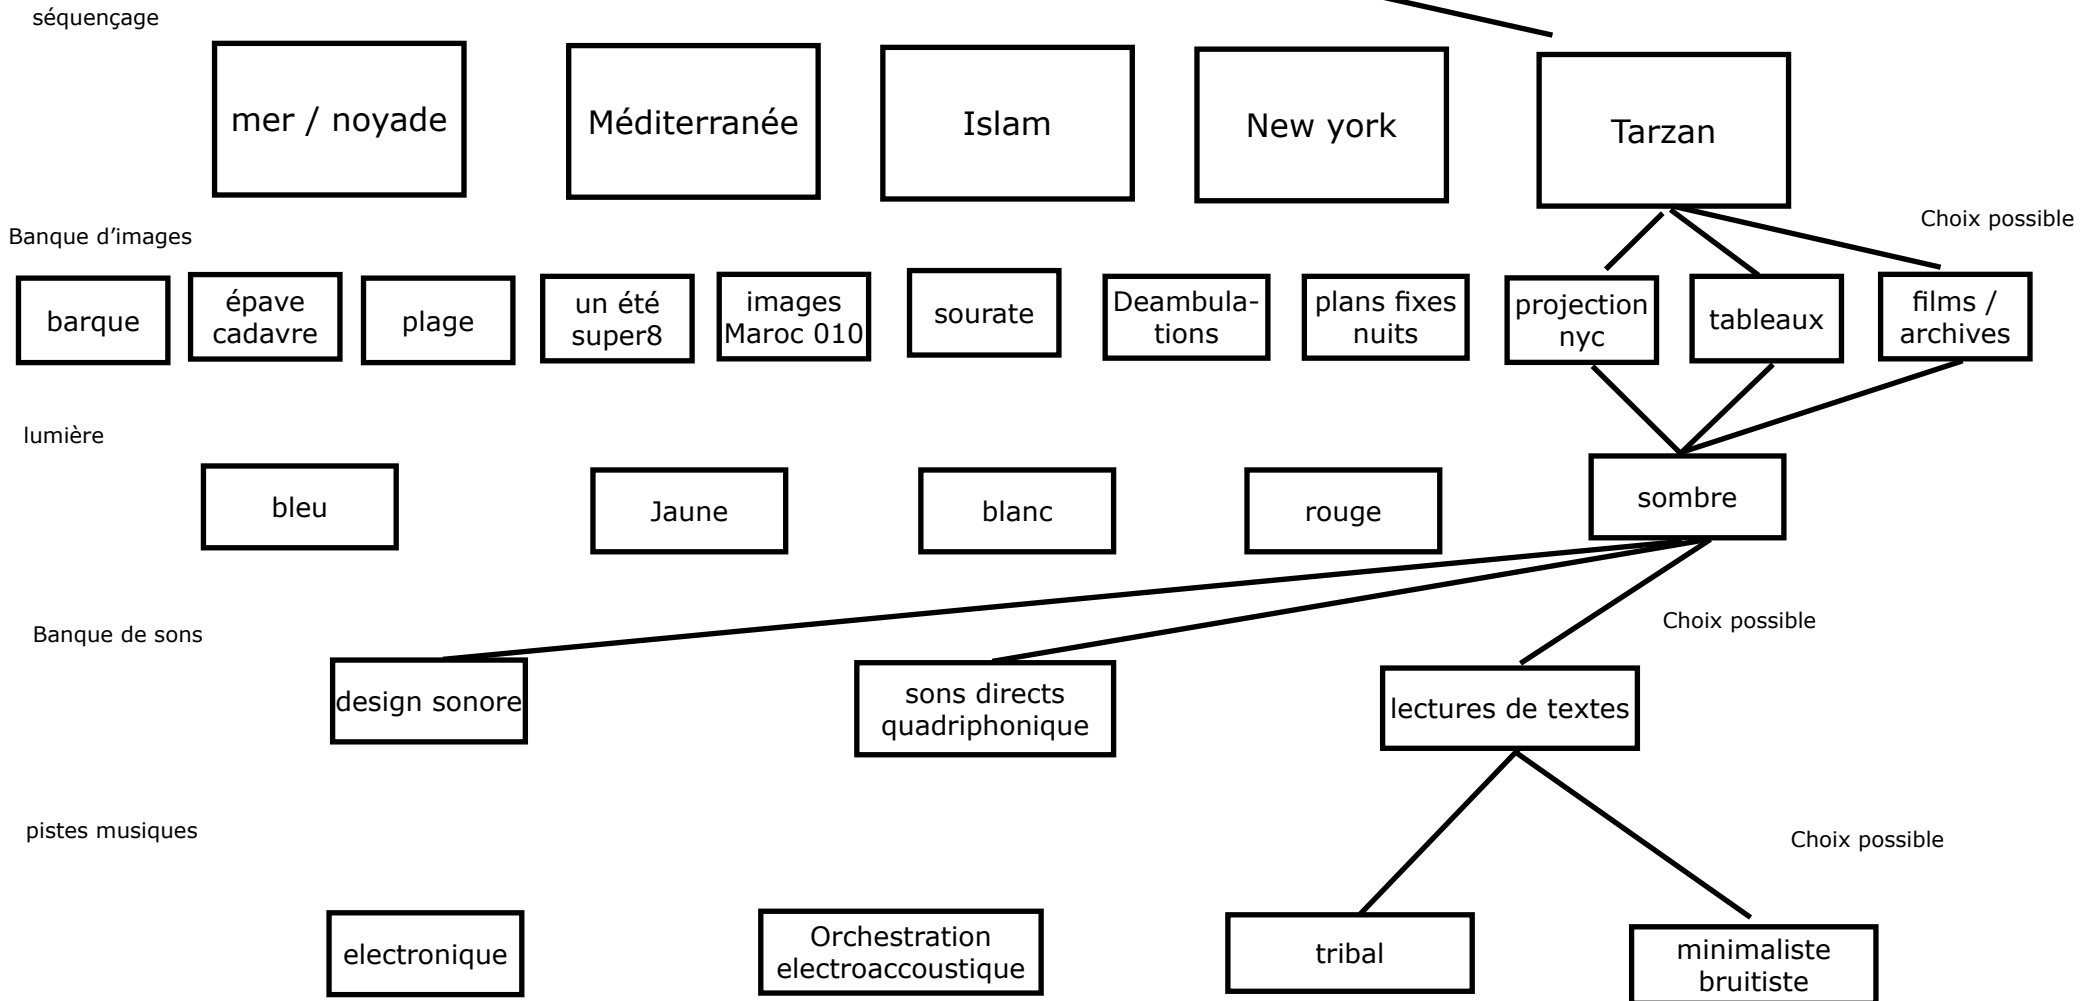 séquençage
mer / noyade
Méditerranée
Islam
New york
Tarzan
Choix possible
Banque d’images
barque
épave
cadavre
plage
un été
super8
images
Maroc 010
sourate
Deambula-
tions
plans fixes
nuits
projection
nyc
tableaux
films /
archives
lumière
bleu
Jaune
blanc
rouge
sombre
Banque de sons
Choix possible
design sonore
sons directs
quadriphonique
lectures de textes
pistes musiques
Choix possible
electronique
Orchestration
electroaccoustique
tribal
minimaliste
bruitiste